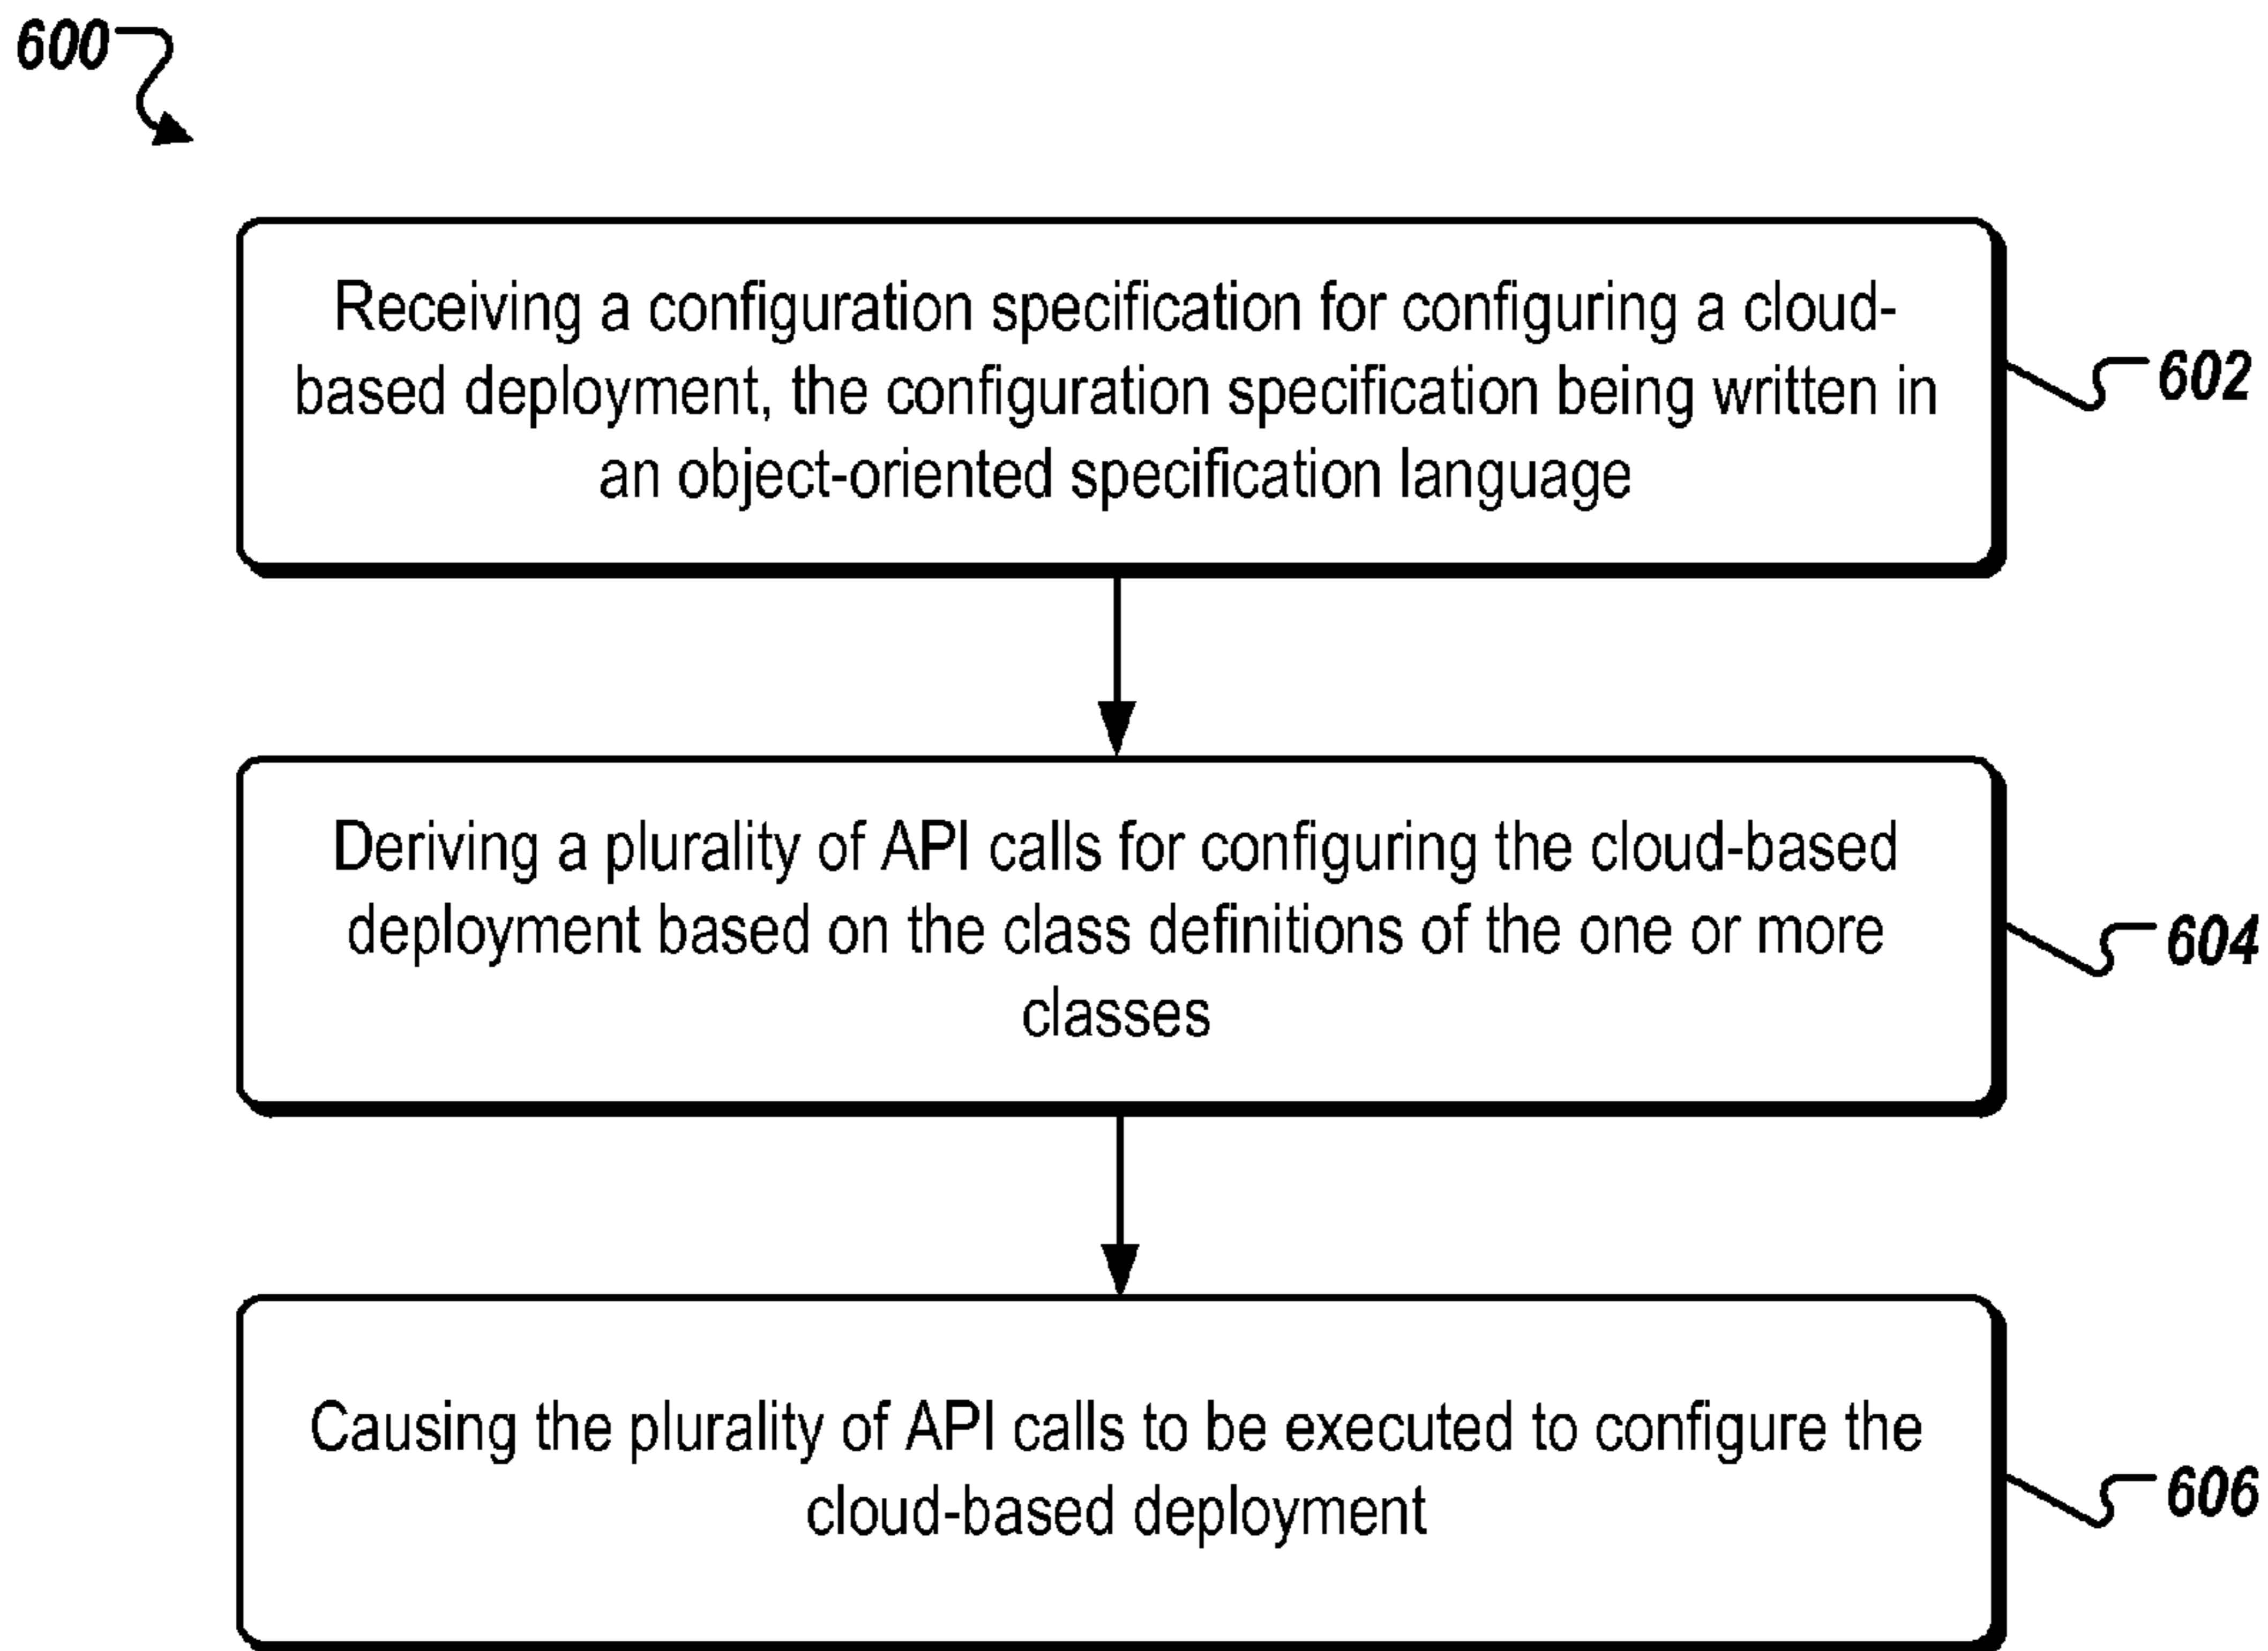 600
Receiving a configuration specification for configuring a cloud-
based deployment, the configuration specification being written in
an object-oriented specification language
602
Deriving a plurality of API calls for configuring the cloud-based
deployment based on the class definitions of the one or more
classes
604
Causing the plurality of API calls to be executed to configure the
cloud-based deployment
606